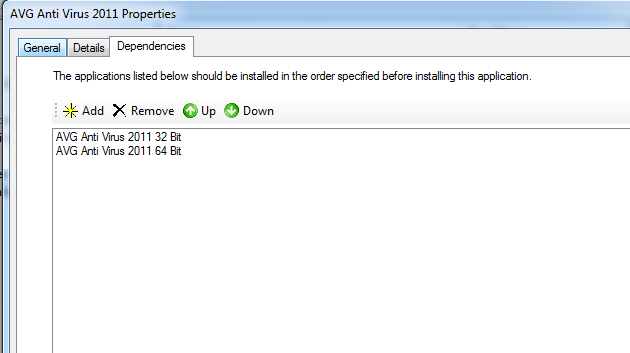 AVG Anti Virus 2011 Properties
General Details Dependencies
The applications listed below should be installed in the order specified before installing this application.
Add Remove Up Down
AVG Anti Virus 2011 32 Bit
AVG Anti Virus 2011 64 Bit